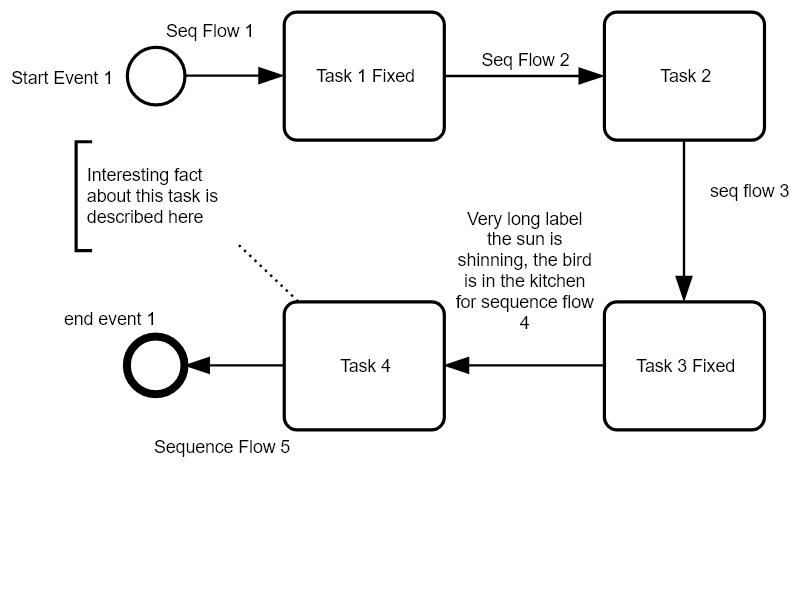 Seq Flow 1
Start Event 1
Task 1 Fixed
Seq Flow 2
Task 2
Interesting fact
about this task is
described here
seq flow 3
Very long label
the sun is
shinning, the bird
is in the kitchen
for sequence flow
4
end event 1
Task 4
Task 3 Fixed
Sequence Flow 5